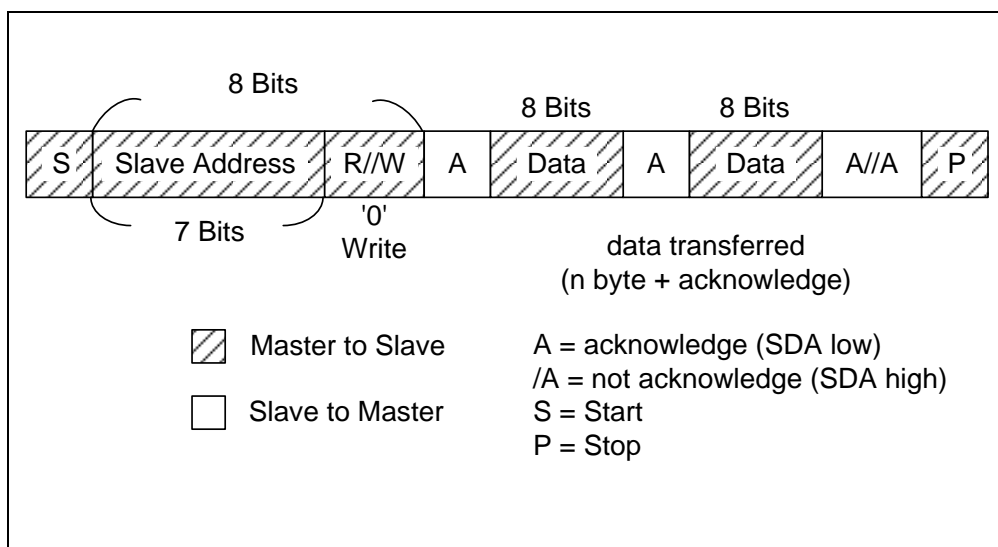 8 Bits
8 Bits
8 Bits
S
Slave Address
R//W
A
Data
A
Data
A//A
P
7 Bits
'0'
Write
data transferred
(n byte + acknowledge)
Master to Slave
Slave to Master
A = acknowledge (SDA low)
/A = not acknowledge (SDA high)
S = Start
P = Stop